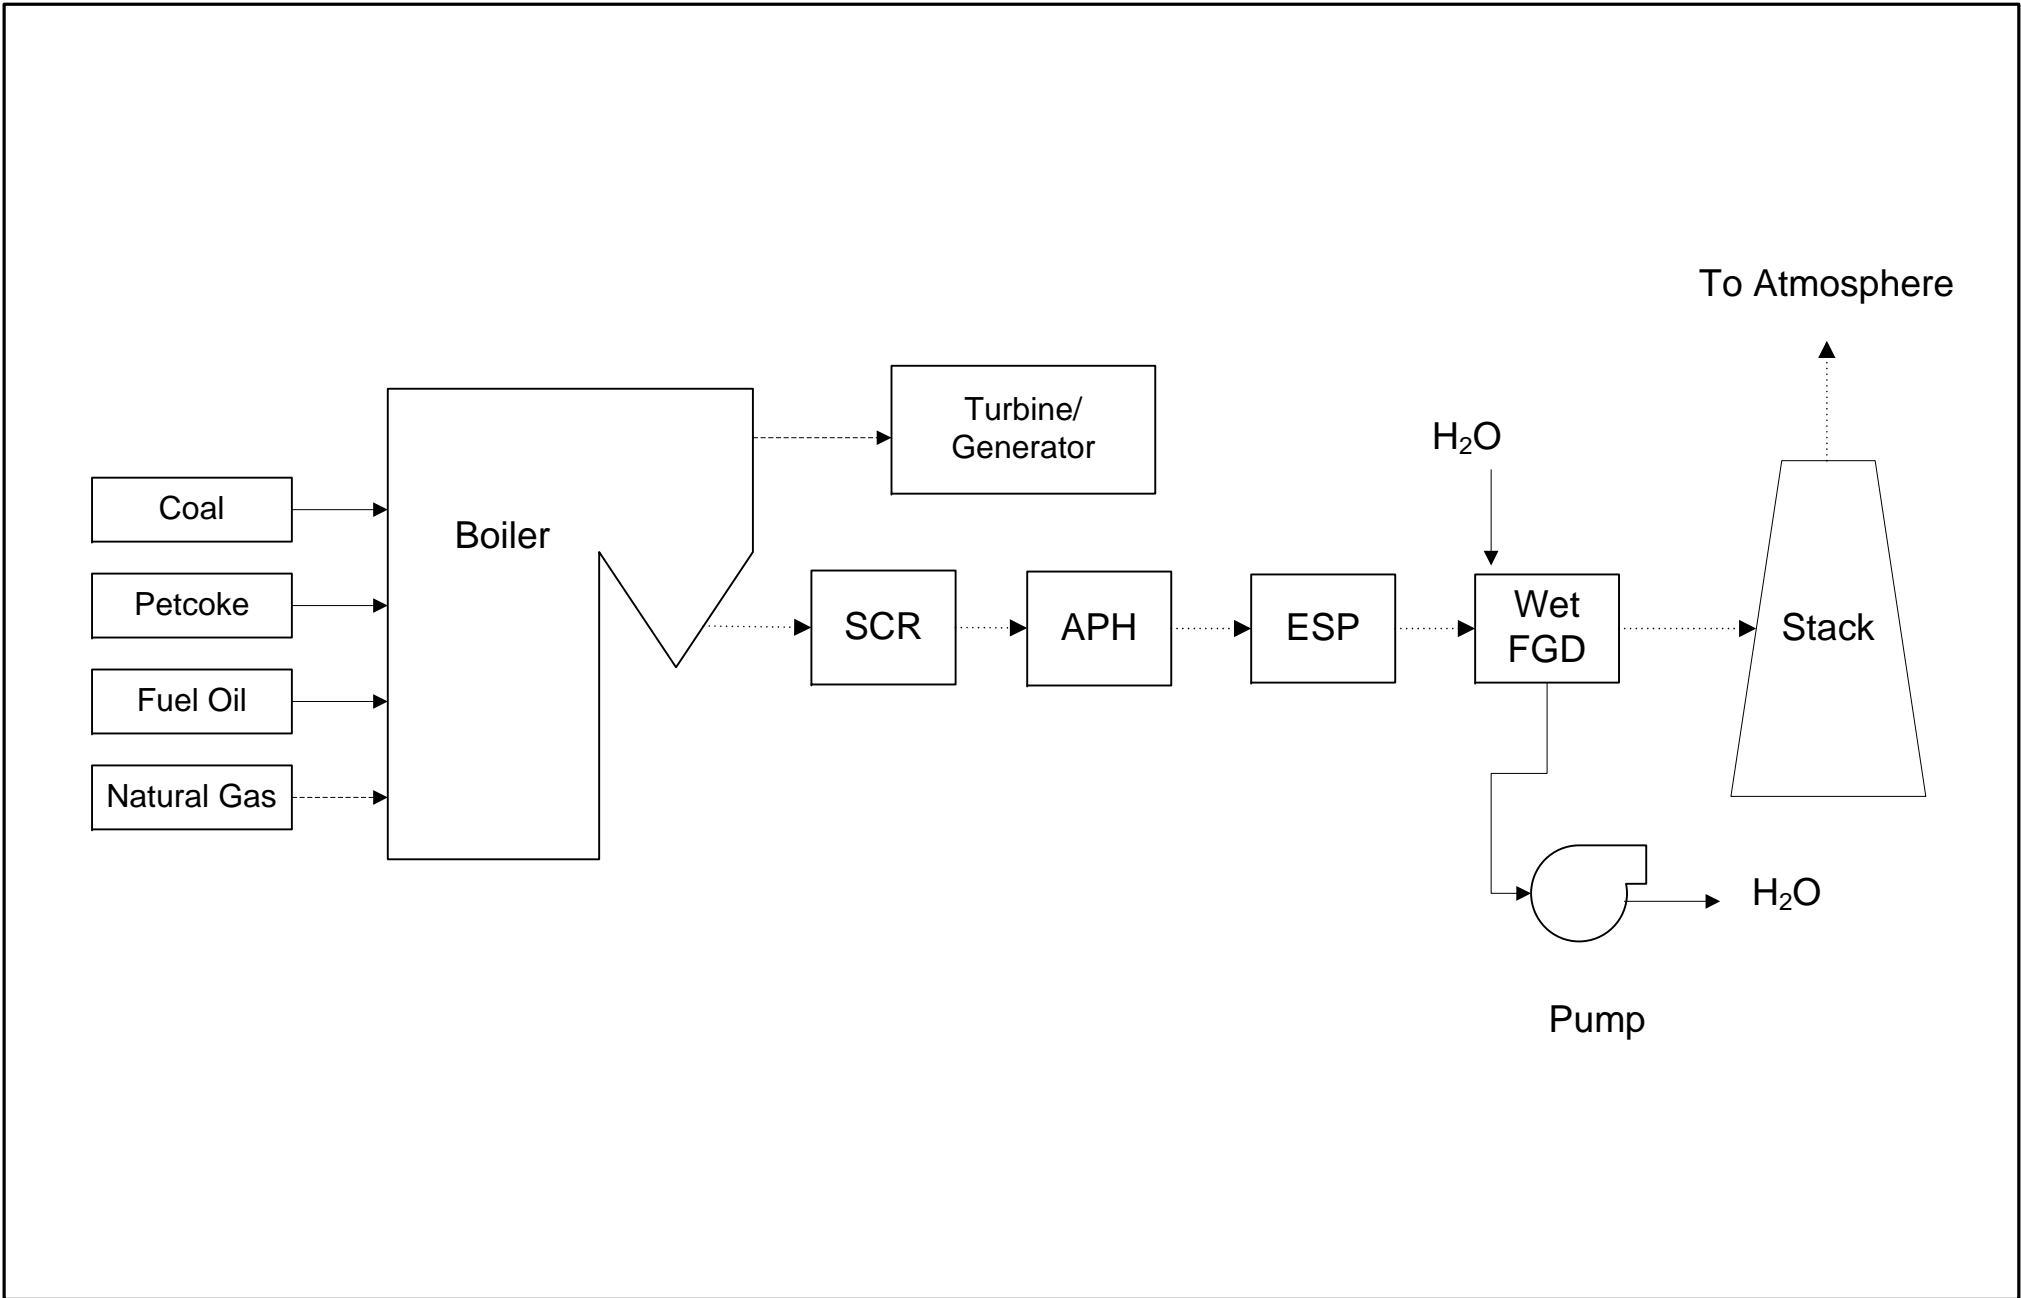 To Atmosphere
Turbine/
Generator
H₂O
Coal
Boiler
Petcoke
SCR
APH
ESP
Wet
FGD
Stack
Fuel Oil
Natural Gas
H₂O
Pump